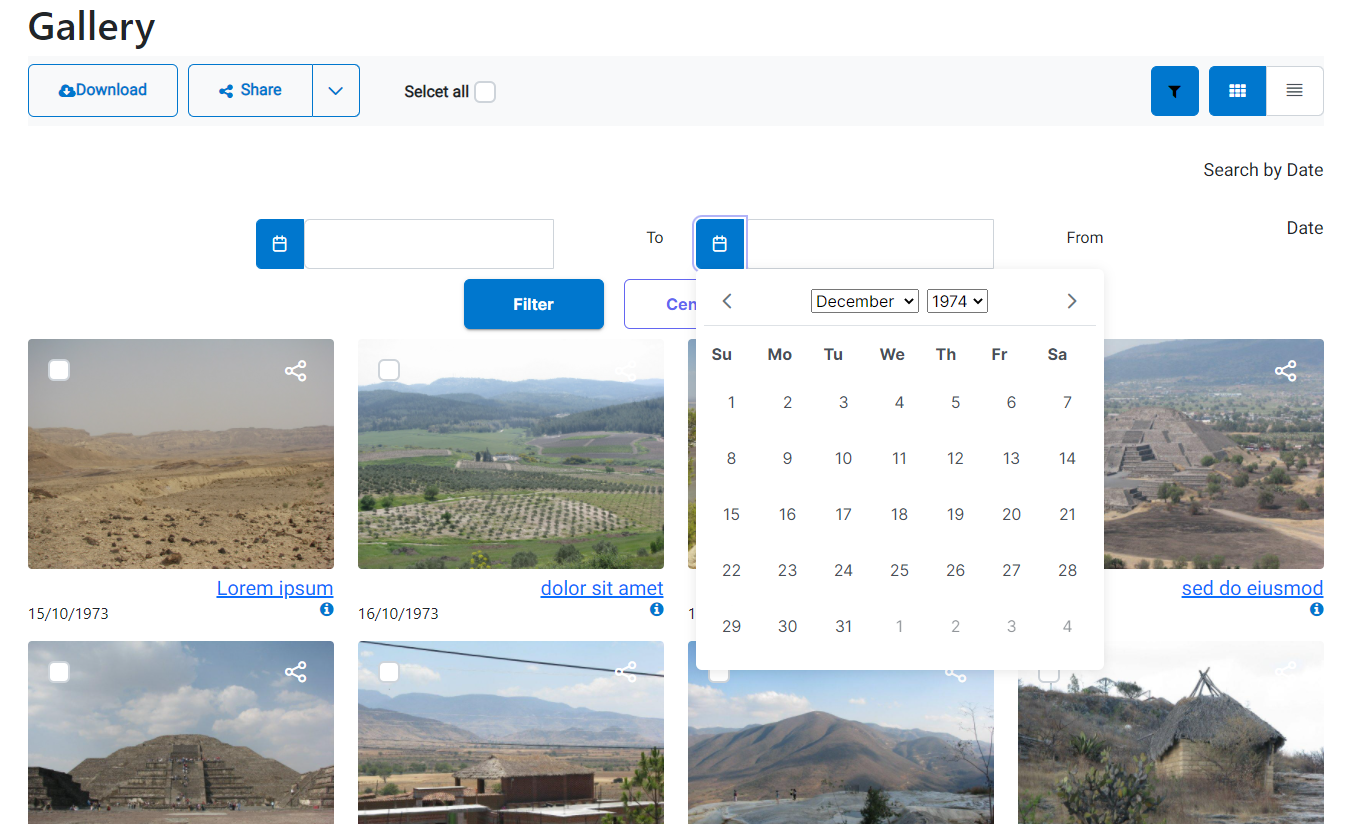 Gallery
Download
Share
Selcet all
Search by Date
Date
From
To
Filter
Cen
December 1974
Su Mo Tu We Th Fr Sa
1 2 3 4 5 6 7
8 9 10 11 12 13 14
15 16 17 18 19 20 21
22 23 24 25 26 27 28
29 30 31 1 2 3 4
Lorem ipsum
15/10/1973
dolor sit amet
16/10/1973
1
sed do eiusmod